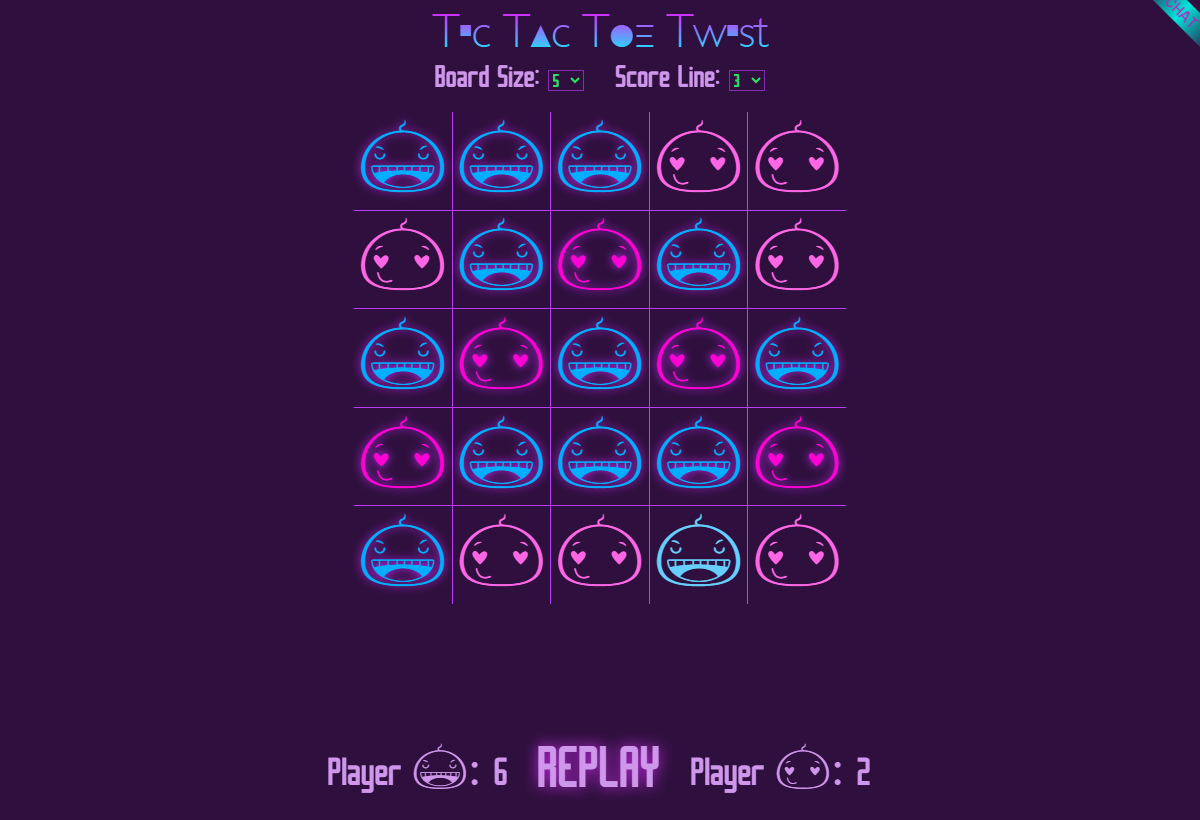 Tic Tac Toe Twist
Board Size: 5 Score Line: 3
CHAT
Player : 6 REPLAY Player : 2